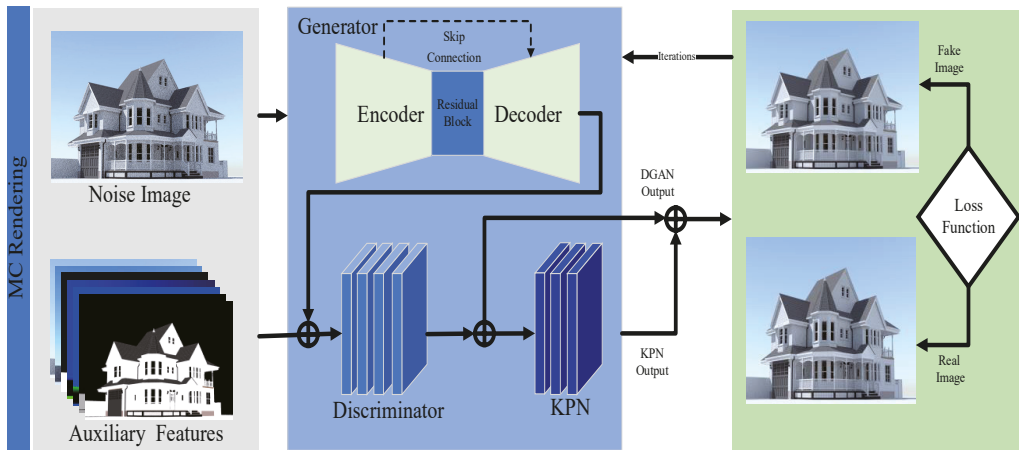 MC Rendering
Noise Image
Auxiliary Features
Generator
Skip
Connection
Encoder
Residual
Block
Decoder
Discriminator
KPN
DGAN
Output
KPN
Output
Iterations
Fake
Image
Loss
Function
Real
Image